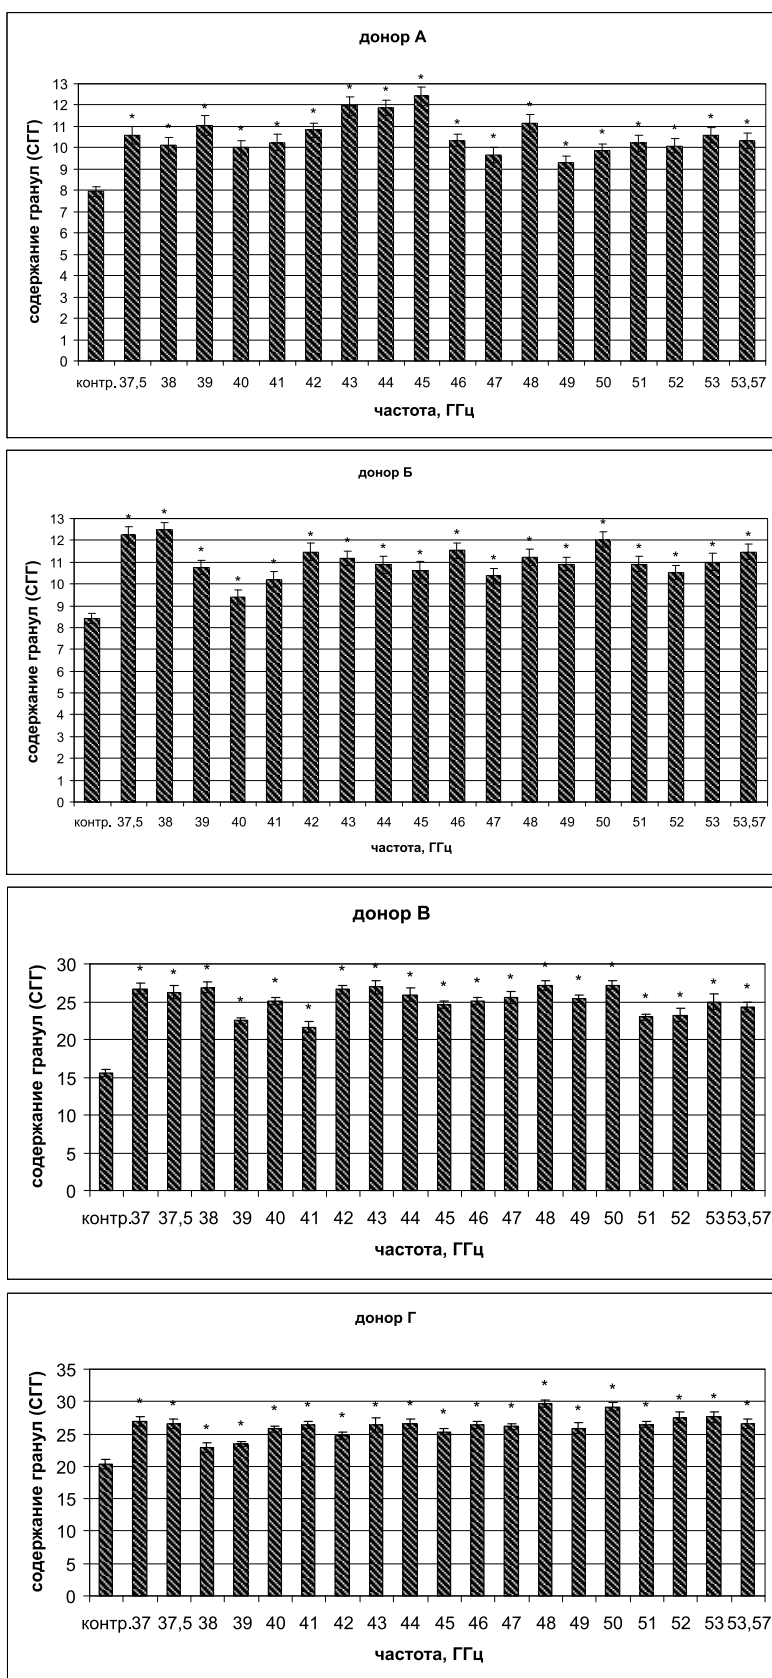 донор А
* * * * * * * * * * * * * * * * * *
13
12
11
10
9
8
7
6
5
4
3
2
1
0
содержание гранул (СГГ)
контр. 37,5 38 39 40 41 42 43 44 45 46 47 48 49 50 51 52 53 53,57
частота, ГГц
донор Б
* * * * * * * * * * * * * * * * * *
13
12
11
10
9
8
7
6
5
4
3
2
1
0
содержание гранул (СГГ)
контр. 37,5 38 39 40 41 42 43 44 45 46 47 48 49 50 51 52 53 53,57
частота, ГГц
донор В
* * * * * * * * * * * * * * * * * * *
30
25
20
15
10
5
0
содержание гранул (СГГ)
контр. 37 37,5 38 39 40 41 42 43 44 45 46 47 48 49 50 51 52 53 53,57
частота, ГГц
донор Г
* * * * * * * * * * * * * * * * * * *
35
30
25
20
15
10
5
0
содержание гранул (СГГ)
контр. 37 37,5 38 39 40 41 42 43 44 45 46 47 48 49 50 51 52 53 53,57
частота, ГГц